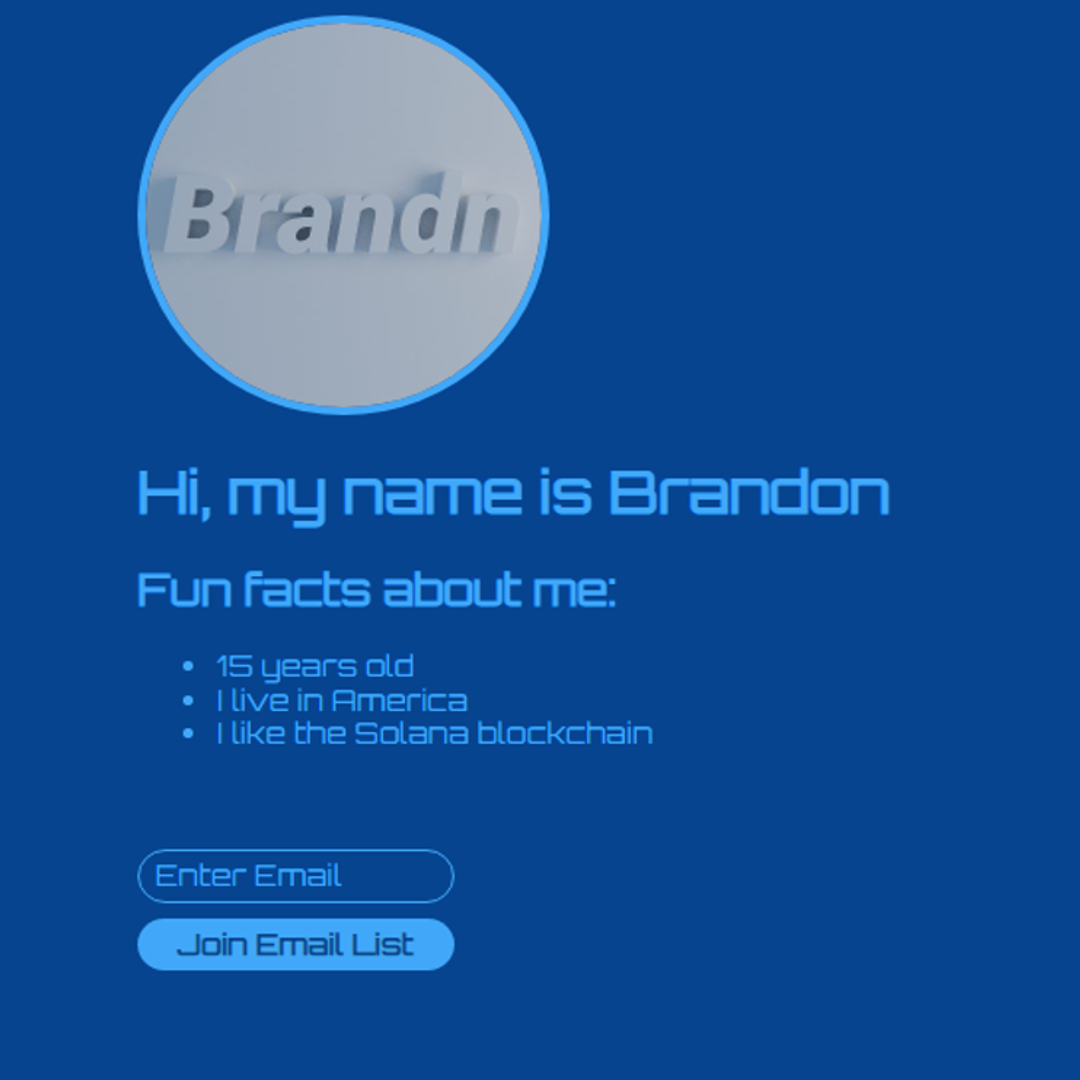 Brandn
Hi, my name is Brandon
Fun facts about me:
15 years old
I live in America
I like the Solana blockchain
Enter Email
Join Email List